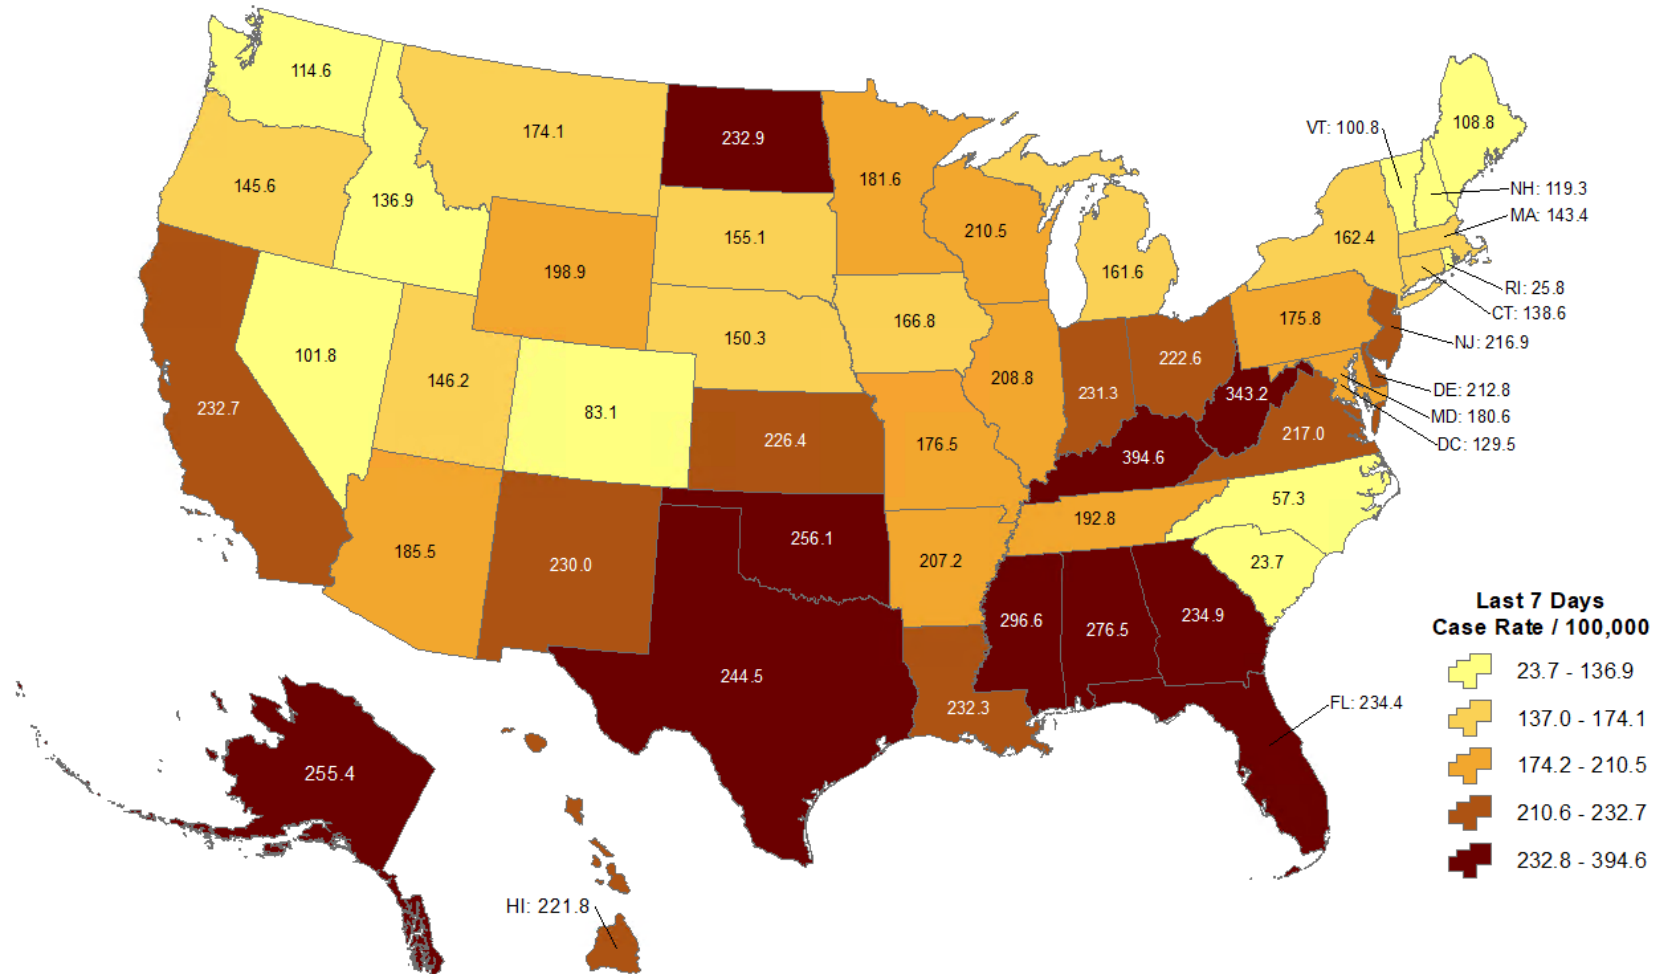 114.6
174.1
232.9
181.6
VT: 100.8
108.8
145.6
136.9
155.1
210.5
162.4
NH: 119.3
MA: 143.4
198.9
161.6
RI: 25.8
CT: 138.6
NJ: 216.9
101.8
146.2
83.1
150.3
166.8
208.8
231.3
222.6
175.8
DE: 212.8
MD: 180.6
DC: 129.5
232.7
226.4
176.5
394.6
343.2
217.0
57.3
185.5
230.0
256.1
207.2
192.8
23.7
296.6
276.5
234.9
244.5
232.3
FL: 234.4
255.4
HI: 221.8
Last 7 Days
Case Rate / 100,000
23.7 - 136.9
137.0 - 174.1
174.2 - 210.5
210.6 - 232.7
232.8 - 394.6